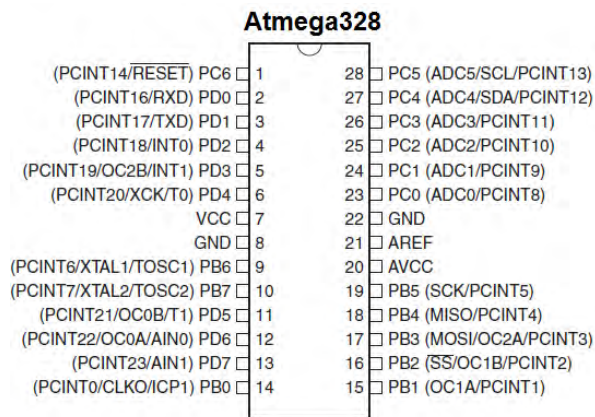 Atmega328
(PCINT14/RESET) PC6 1 28 PC5 (ADC5/SCL/PCINT13)
(PCINT16/RXD) PD0 2 27 PC4 (ADC4/SDA/PCINT12)
(PCINT17/TXD) PD1 3 26 PC3 (ADC3/PCINT11)
(PCINT18/INT0) PD2 4 25 PC2 (ADC2/PCINT10)
(PCINT19/OC2B/INT1) PD3 5 24 PC1 (ADC1/PCINT9)
(PCINT20/XCK/T0) PD4 6 23 PC0 (ADC0/PCINT8)
VCC 7 22 GND
GND 8 21 AREF
(PCINT6/XTAL1/TOSC1) PB6 9 20 AVCC
(PCINT7/XTAL2/TOSC2) PB7 10 19 PB5 (SCK/PCINT5)
(PCINT21/OC0B/T1) PD5 11 18 PB4 (MISO/PCINT4)
(PCINT22/OC0A/AIN0) PD6 12 17 PB3 (MOSI/OC2A/PCINT3)
(PCINT23/AIN1) PD7 13 16 PB2 (SS/OC1B/PCINT2)
(PCINT0/CLKO/ICP1) PB0 14 15 PB1 (OC1A/PCINT1)